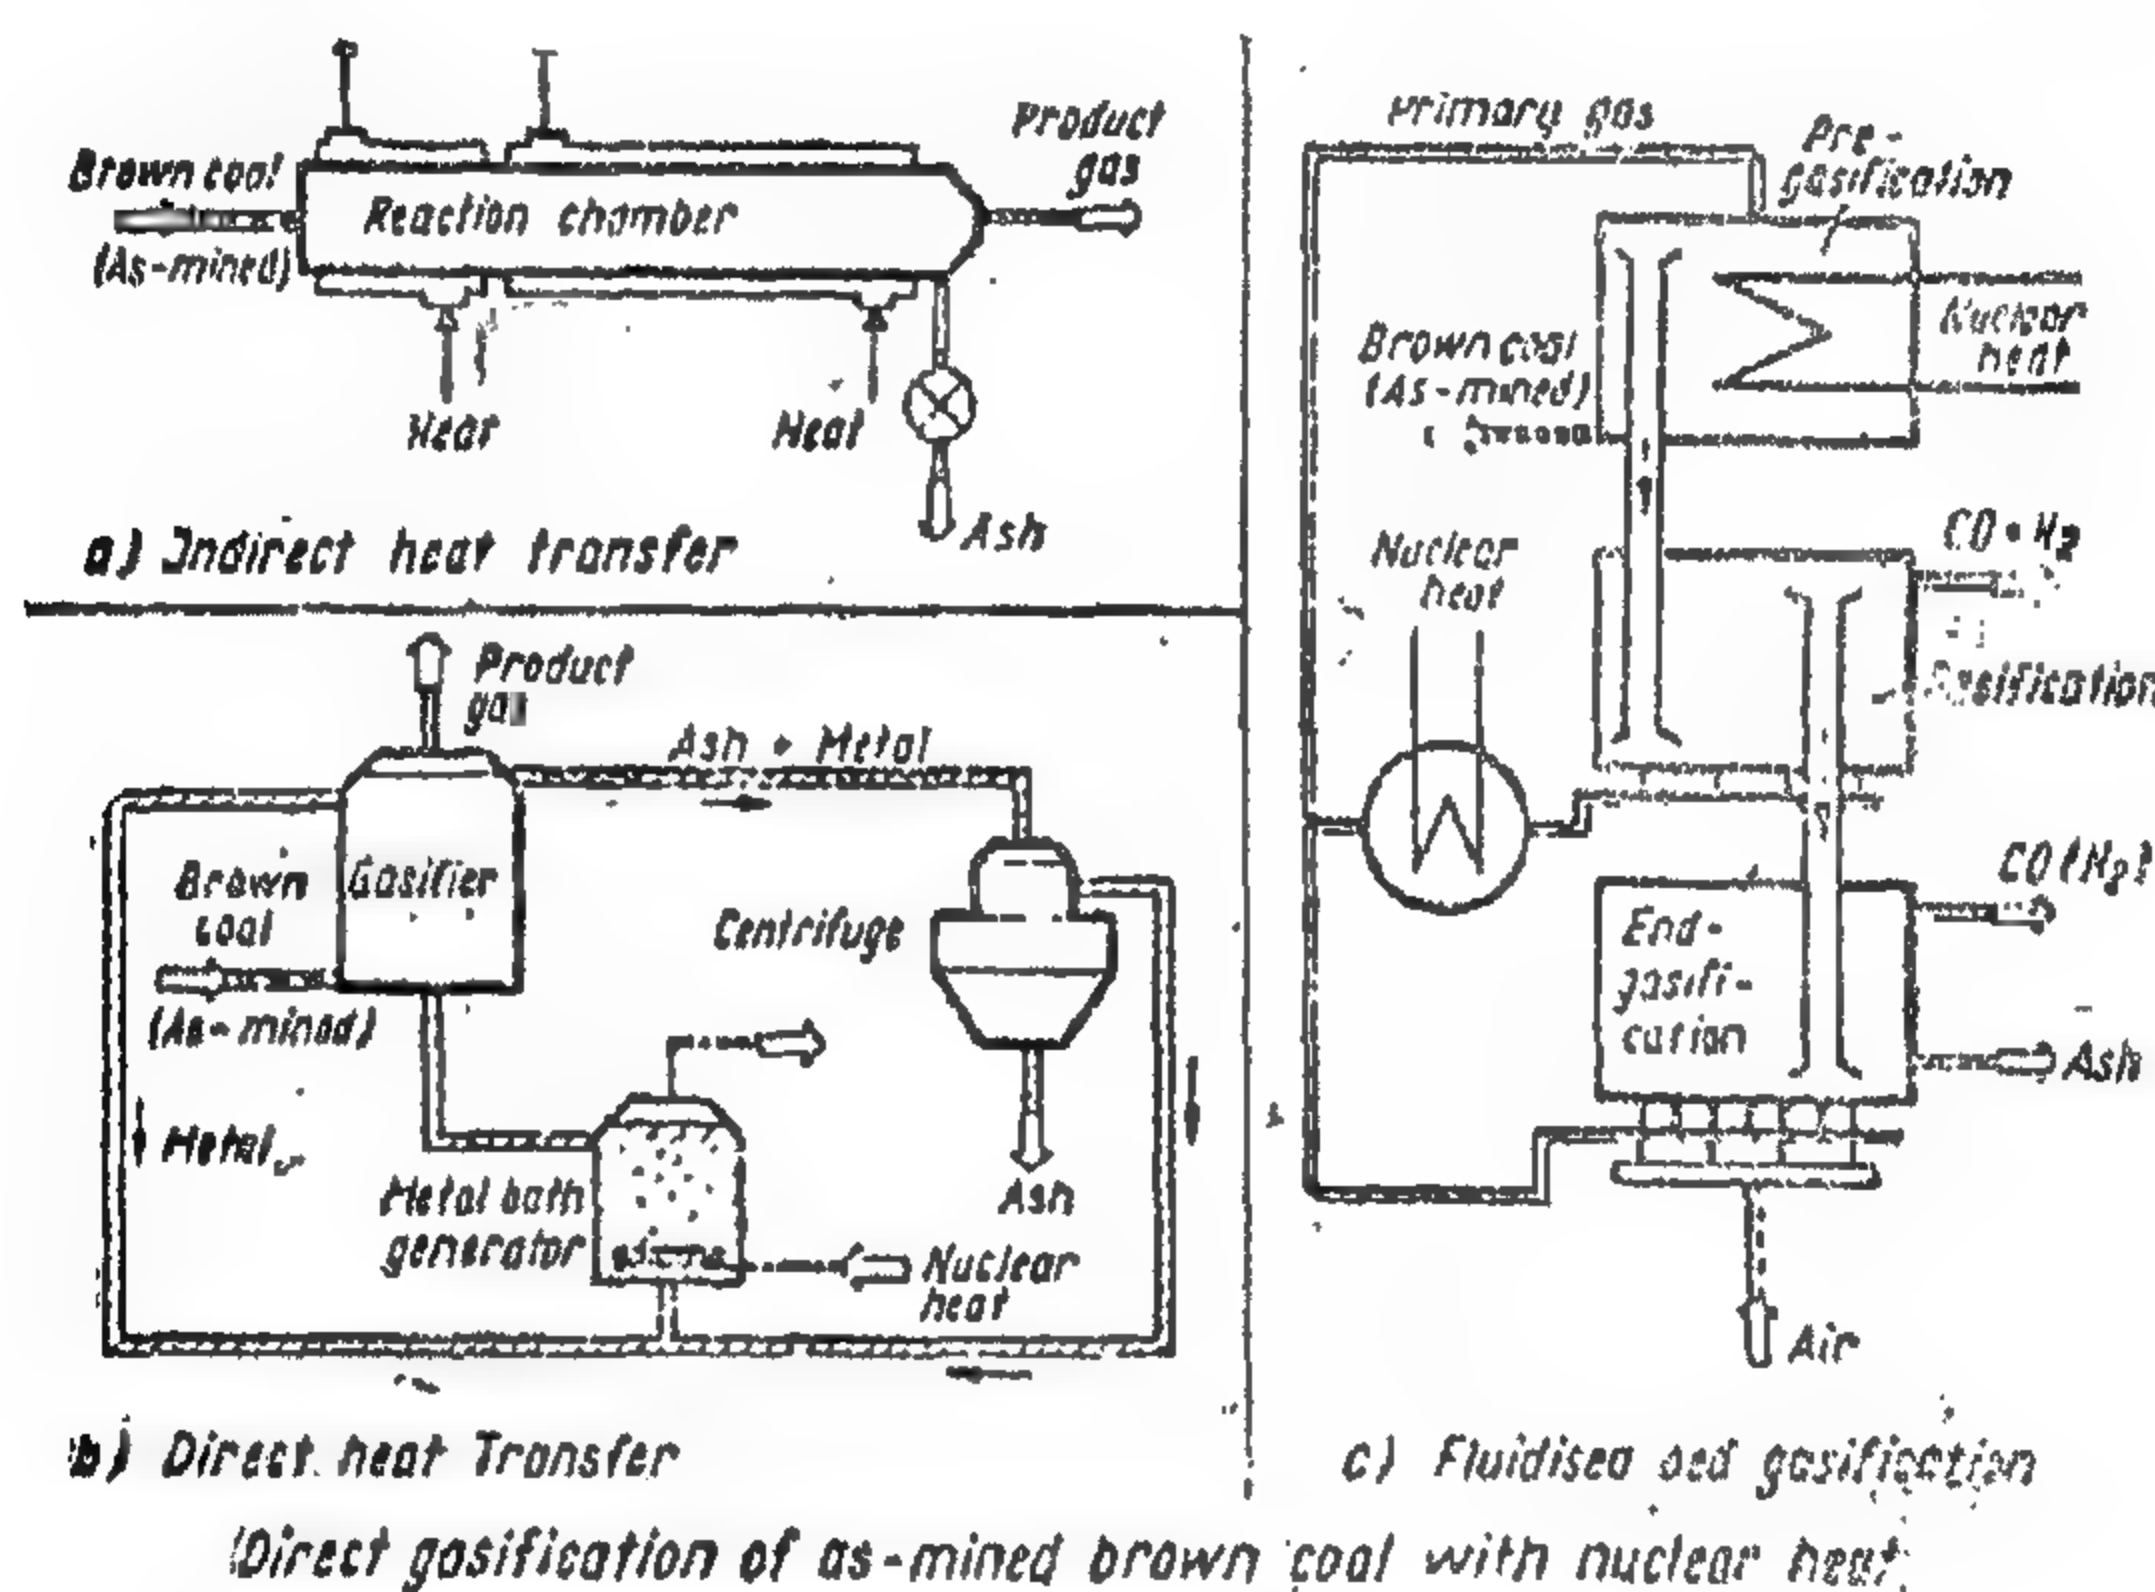 Product
gas
Brown coal
Reaction chamber
(As-mined)
Heat
Heat
Ash
a) Indirect heat transfer
Product
gas
Ash + Metal
Brown
coal
Gasifier
Centrifuge
(As-mined)
Metal
Metal bath
generator
Ash
Nuclear
heat
b) Direct heat Transfer
Primary gas
Pre-
gasification
Nuclear
heat
Brown coal
(As-mined)
CO + H2
Nuclear
heat
Gasification
CO (H2)
End-
gasifi-
cation
Ash
Air
c) Fluidised bed gasification
Direct gasification of as-mined brown coal with nuclear heat